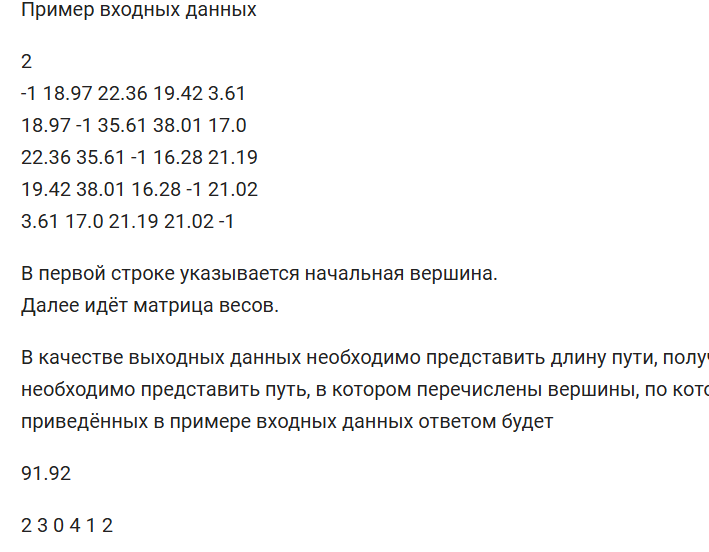 Пример входных данных
2
-1 18.97 22.36 19.42 3.61
18.97 -1 35.61 38.01 17.0
22.36 35.61 -1 16.28 21.19
19.42 38.01 16.28 -1 21.02
3.61 17.0 21.19 21.02 -1
В первой строке указывается начальная вершина.
Далее идёт матрица весов.
В качестве выходных данных необходимо представить длину пути,
необходимо представить путь, в котором перечислены вершины, по
приведённых в примере входных данных ответом будет
91.92
2 3 0 4 1 2